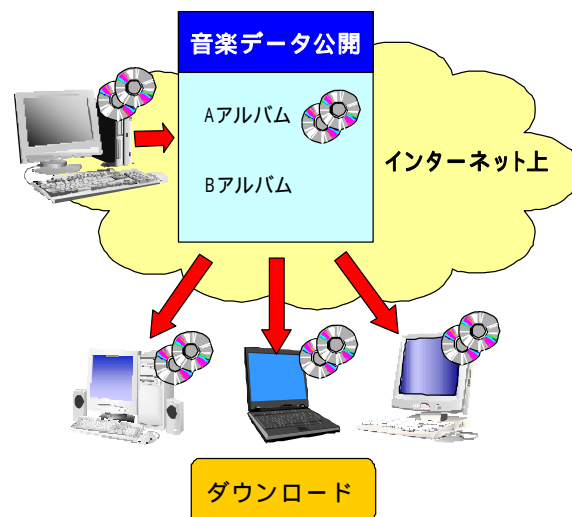 音楽データ公開
Aアルバム
インターネット上
Bアルバム
ダウンロード